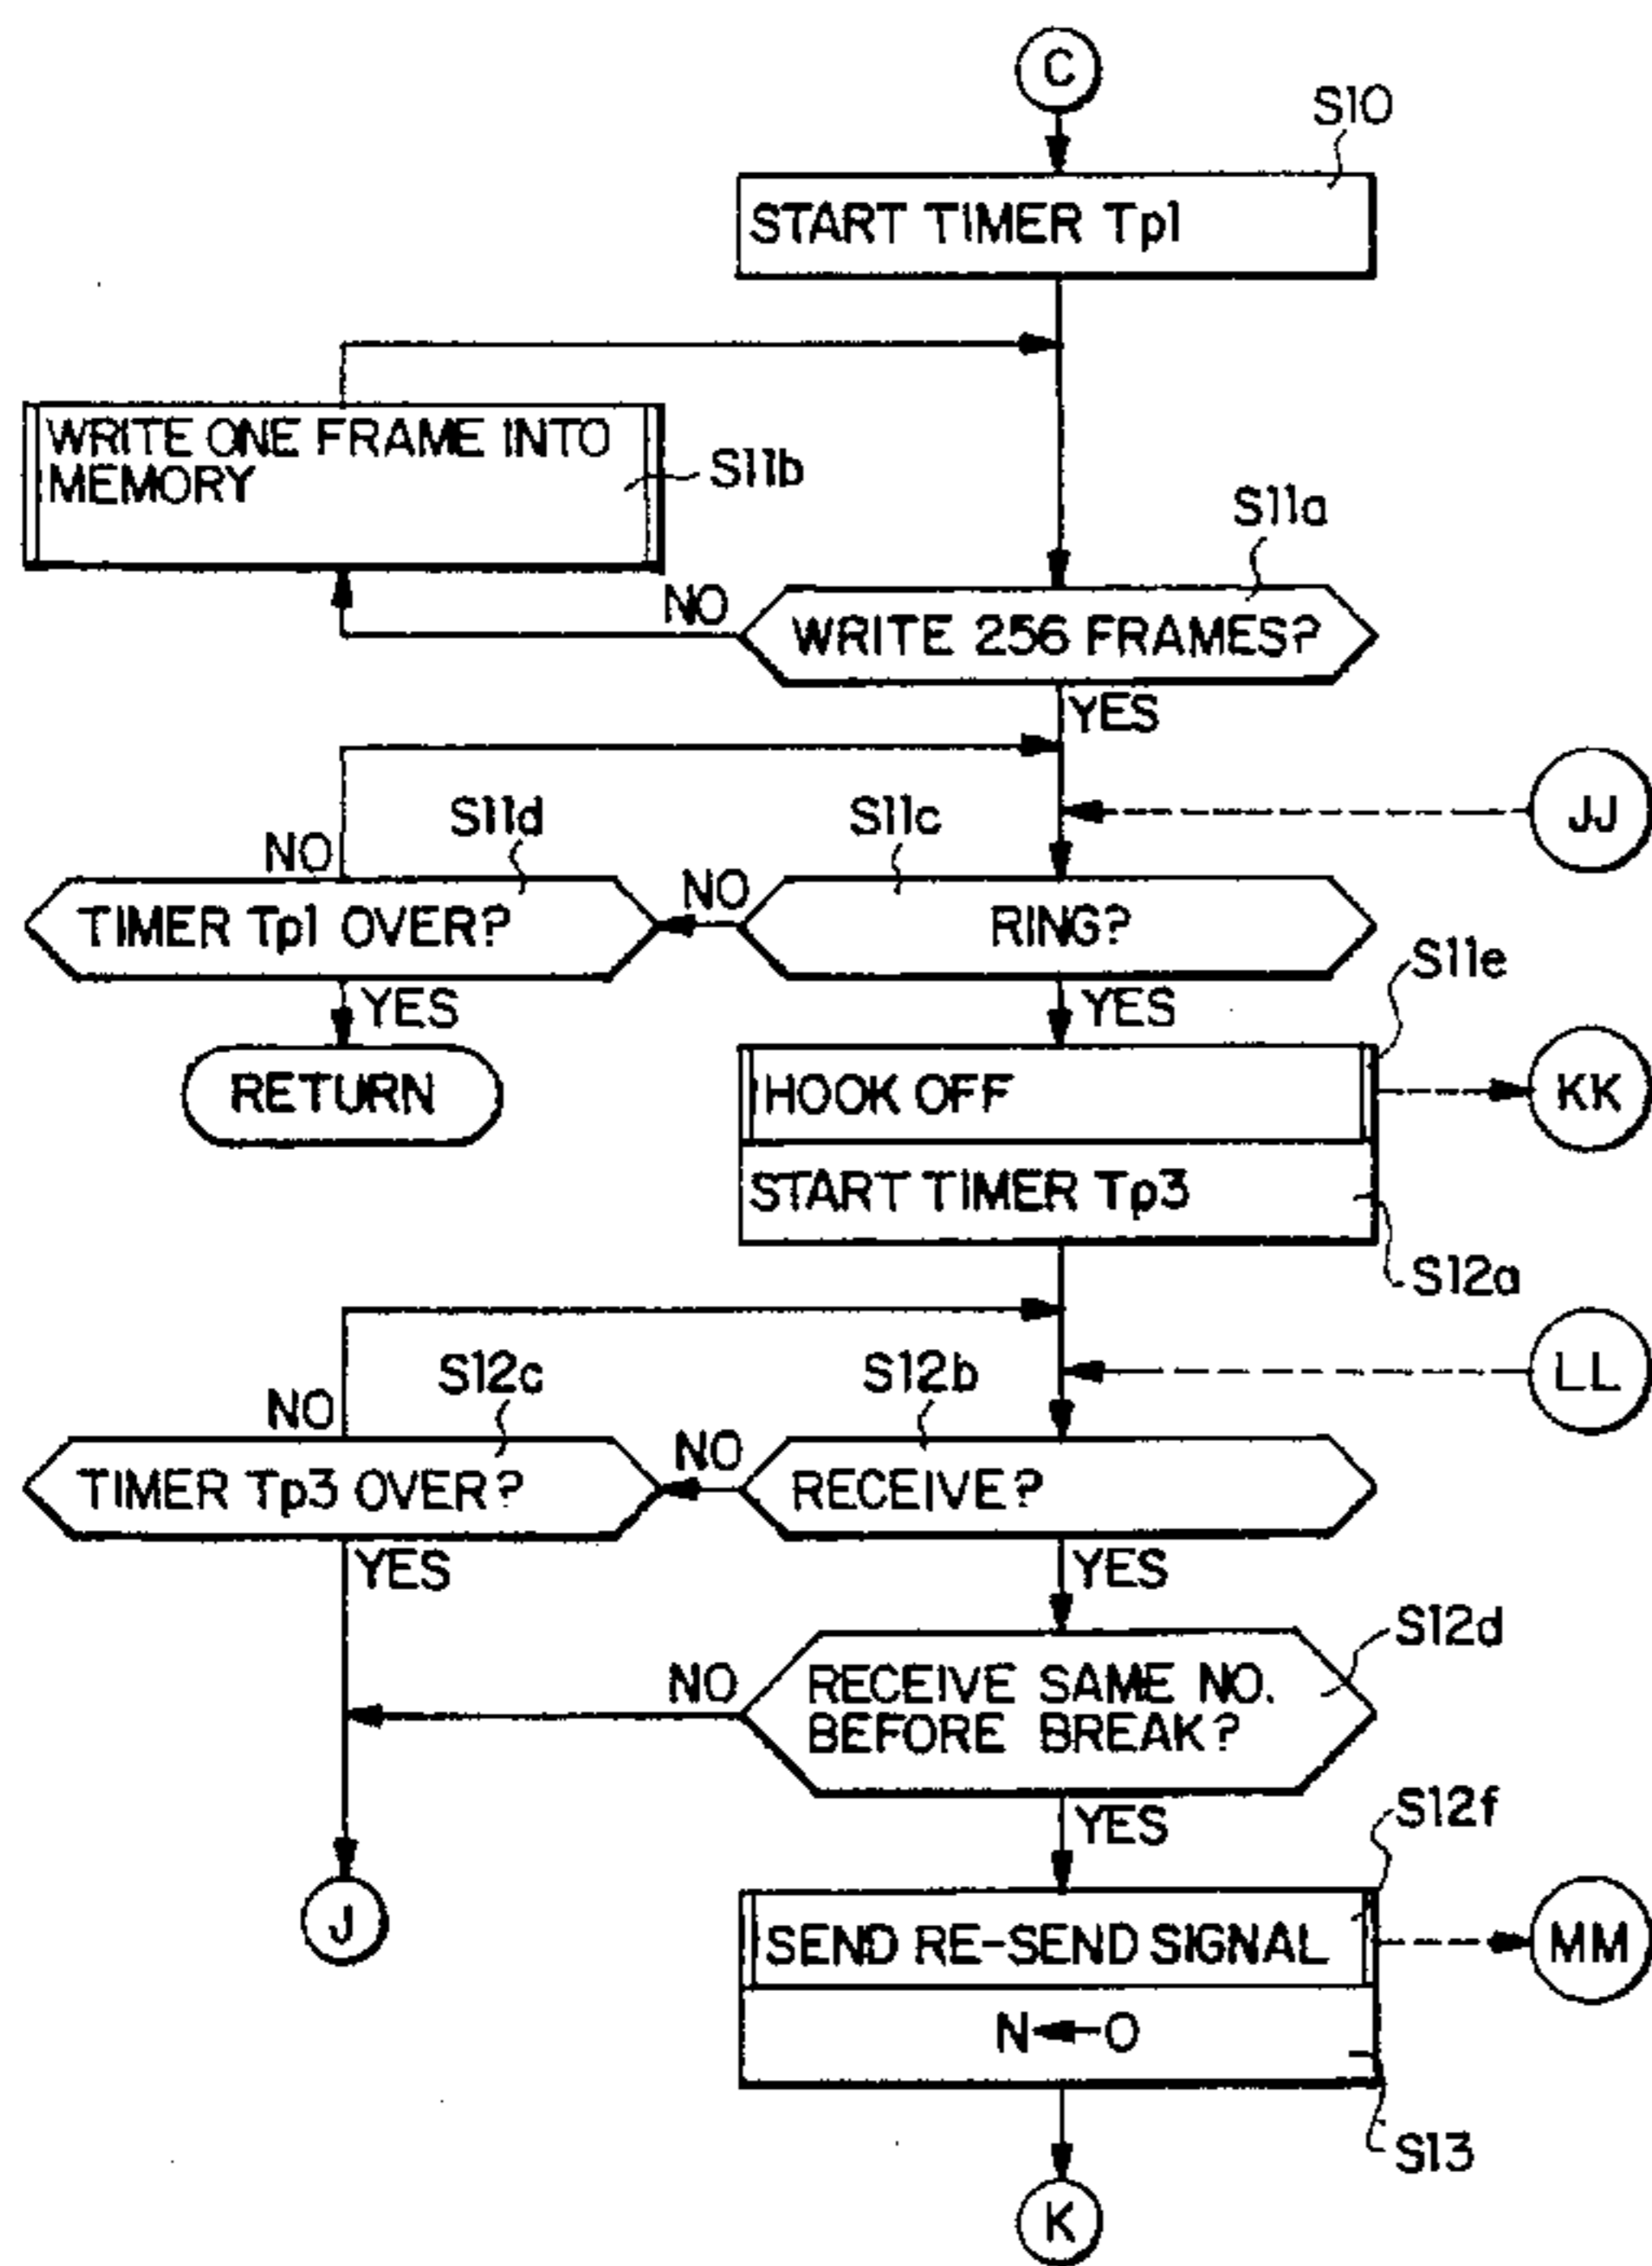 C
S10
START TIMER Tp1
WRITE ONE FRAME INTO
MEMORY
S11b
S11a
NO
WRITE 256 FRAMES?
YES
S11d
S11c
JJ
NO
NO
TIMER Tp1 OVER?
RING?
S11e
YES
YES
RETURN
HOOK OFF
KK
START TIMER Tp3
S12a
S12c
S12b
LL
NO
NO
TIMER Tp3 OVER?
RECEIVE?
YES
YES
S12d
NO
RECEIVE SAME NO.
BEFORE BREAK?
S12f
YES
J
SEND RE-SEND SIGNAL
MM
N←O
S13
K